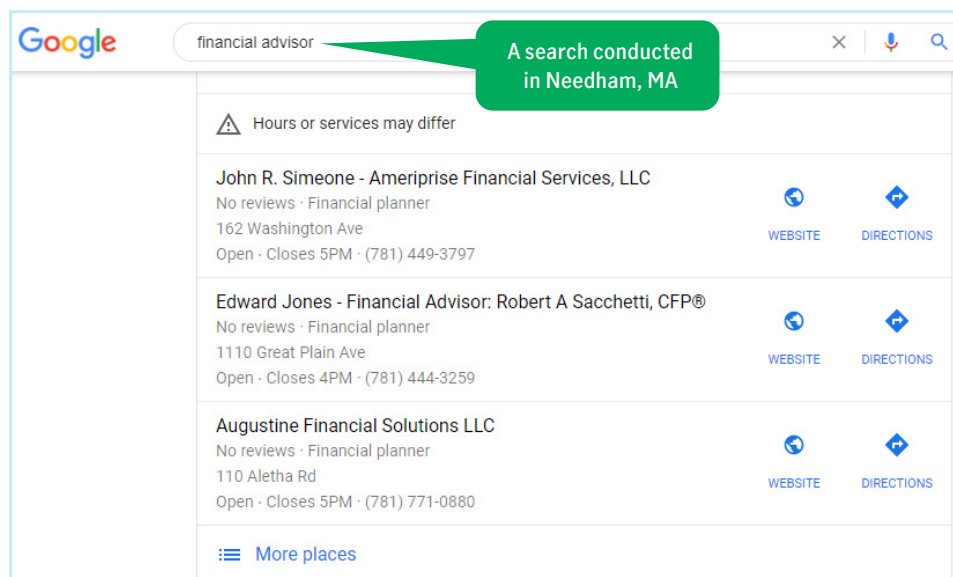 Google
financial advisor
A search conducted
in Needham, MA
Hours or services may differ
John R. Simeone - Ameriprise Financial Services, LLC
No reviews · Financial planner
162 Washington Ave
Open · Closes 5PM · (781) 449-3797
WEBSITE
DIRECTIONS
Edward Jones - Financial Advisor: Robert A Sacchetti, CFP®
No reviews · Financial planner
1110 Great Plain Ave
Open · Closes 4PM · (781) 444-3259
WEBSITE
DIRECTIONS
Augustine Financial Solutions LLC
No reviews · Financial planner
110 Aletha Rd
Open · Closes 5PM · (781) 771-0880
WEBSITE
DIRECTIONS
More places